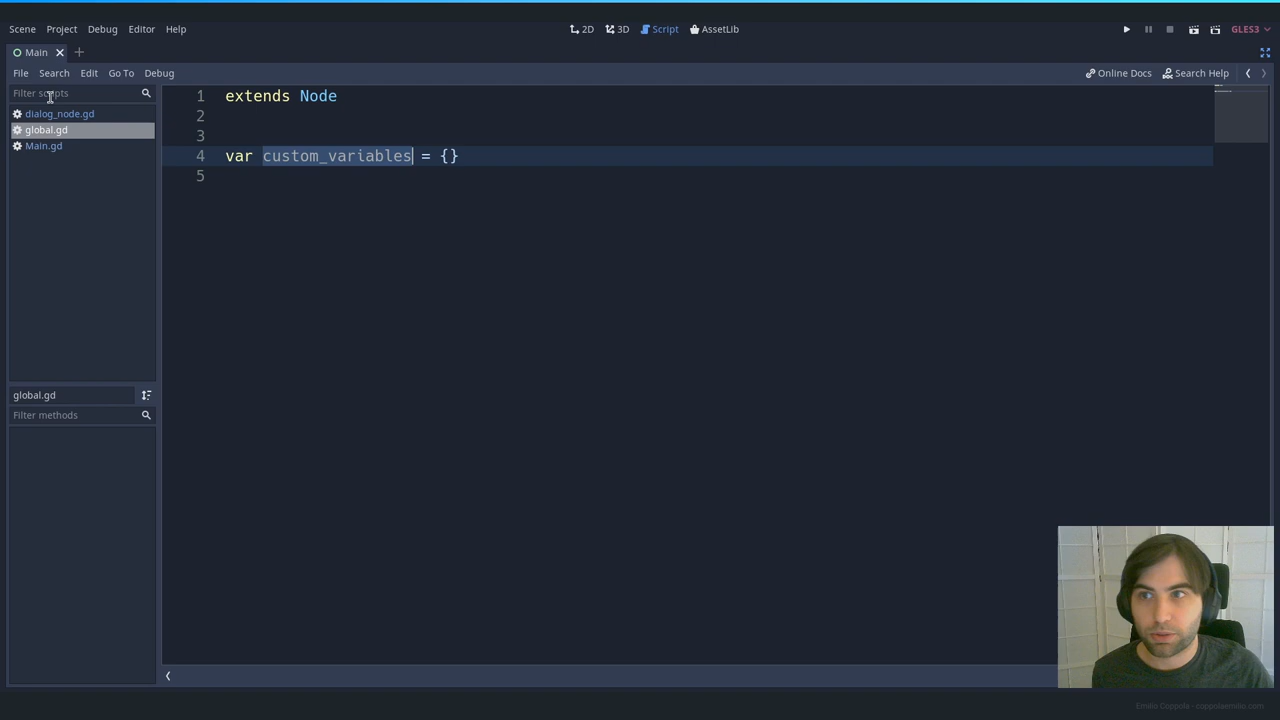 Scene Project Debug Editor Help 2D 3D Script AssetLib GLES3
Main
File Search Edit Go To Debug Online Docs Search Help
Filter scripts
dialog_node.gd
global.gd
Main.gd
1 extends Node
2
3
4 var custom_variables = {}
5
global.gd
Filter methods
Emilio Coppola - coppolaemilio.com